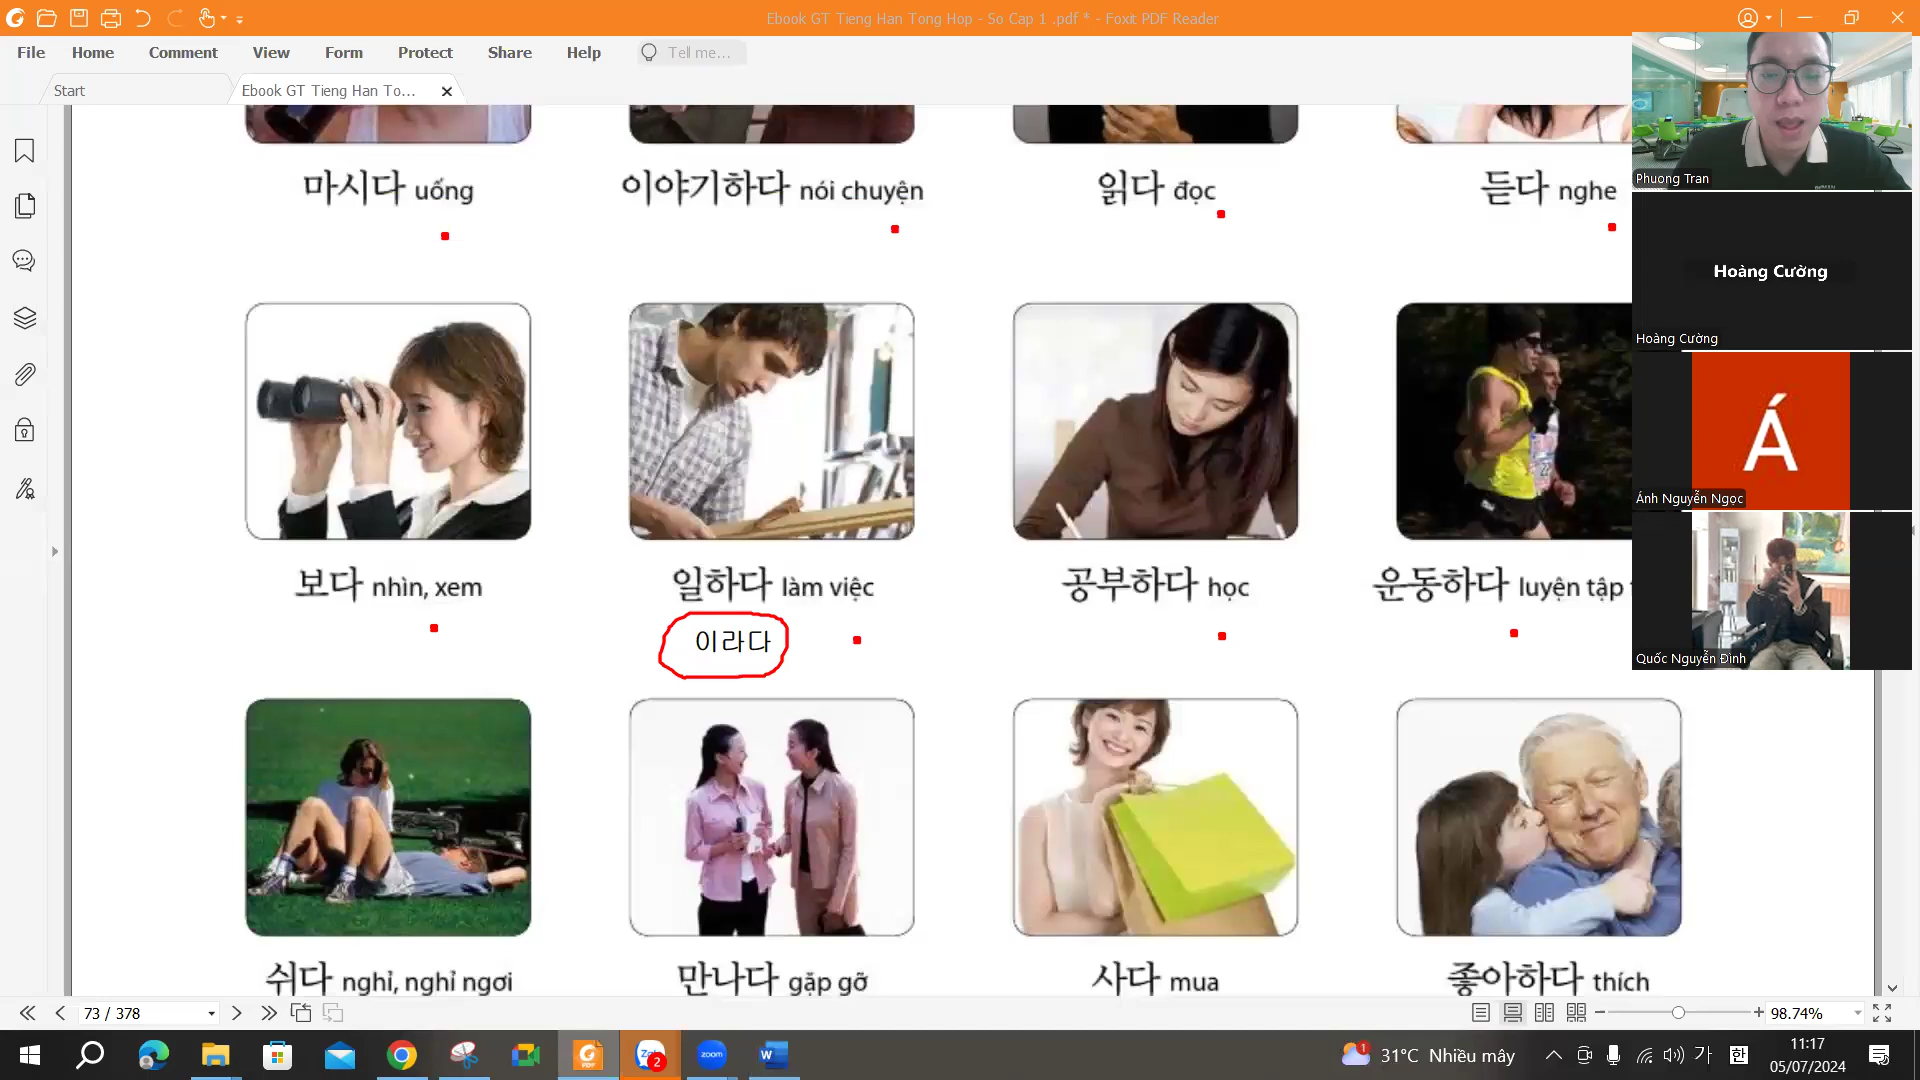 Ebook GT Tieng Han Tong Hop - So Cap 1 .pdf * - Foxit PDF Reader
File Home Comment View Form Protect Share Help Tell me...
Start Ebook GT Tieng Han To...
마시다 uống 이야기하다 nói chuyện 읽다 đọc 듣다 nghe
보다 nhìn, xem 일하다 làm việc 공부하다 học 운동하다 luyện tập
이라다
쉬다 nghỉ, nghỉ ngơi 만나다 gặp gỡ 사다 mua 좋아하다 thích
Phuong Tran
Hoàng Cường
Hoàng Cường
Á
Ánh Nguyễn Ngọc
Quốc Nguyễn Đình
73 / 378 98.74%
2 zoom W 1 31°C Nhiều mây 가 한 11:17
05/07/2024